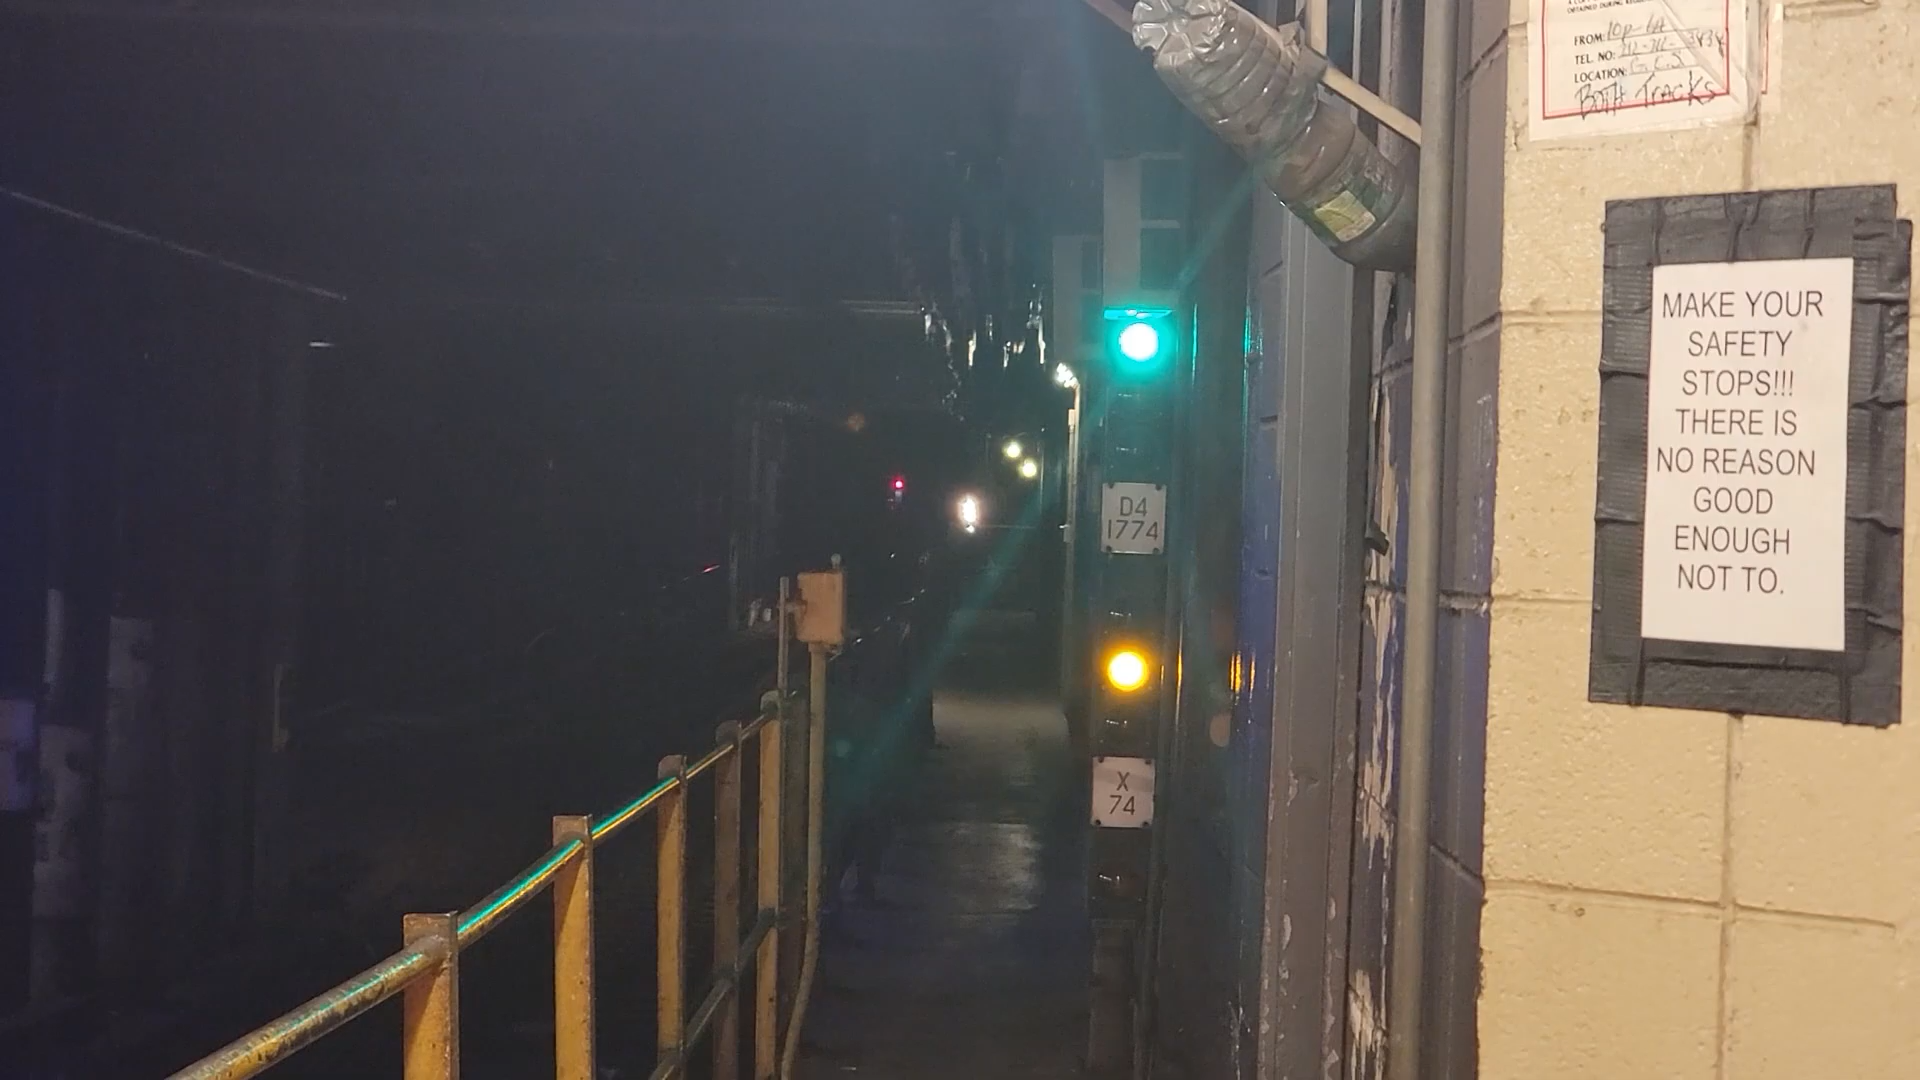 FROM:
TEL. NO:
LOCATION:
BOTH TRACKS
MAKE YOUR
SAFETY
STOPS!!!
THERE IS
NO REASON
GOOD
ENOUGH
NOT TO.
D4
1774
X
74